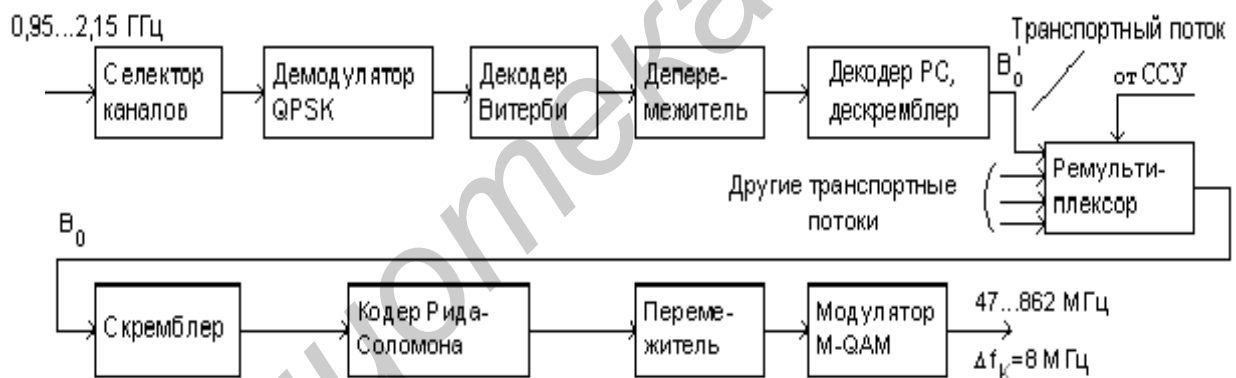 0,95...2,15 ГГц
Селектор
каналов
Демодулятор
QPSK
Декодер
Витерби
Депере-
межитель
Декодер РС,
дескремблер
B₀'
Транспортный поток
от ССУ
Ремульти-
плексор
Другие транспортные
потоки
B₀
Скремблер
Кодер Рида-
Соломона
Переме-
житель
Модулятор
M-QAM
47...862 МГц
Δfк=8 МГц